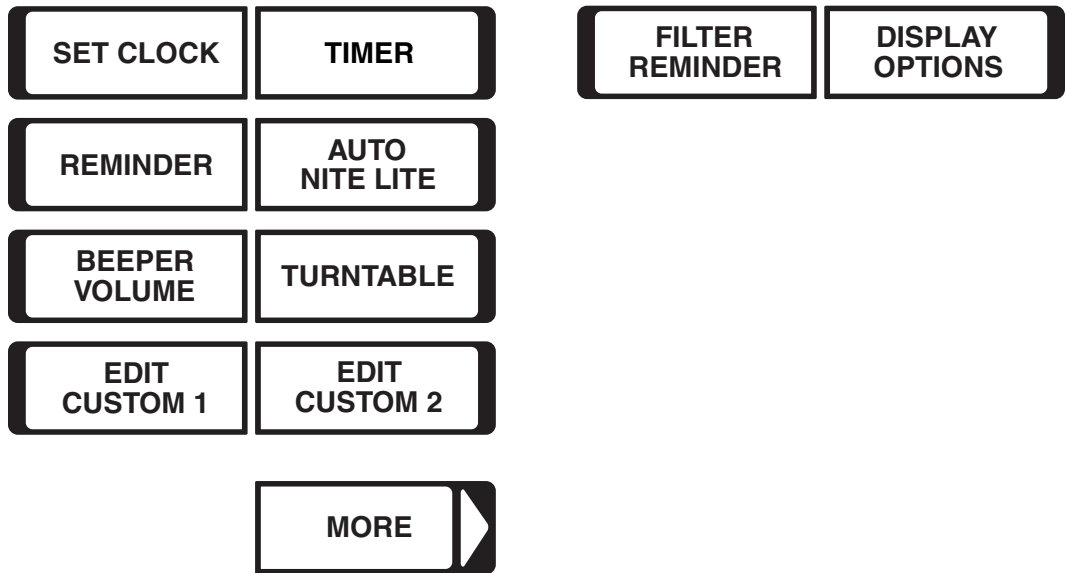 SET CLOCK
TIMER
REMINDER
AUTO
NITE LITE
BEEPER
VOLUME
TURNTABLE
EDIT
CUSTOM 1
EDIT
CUSTOM 2
MORE
FILTER
REMINDER
DISPLAY
OPTIONS